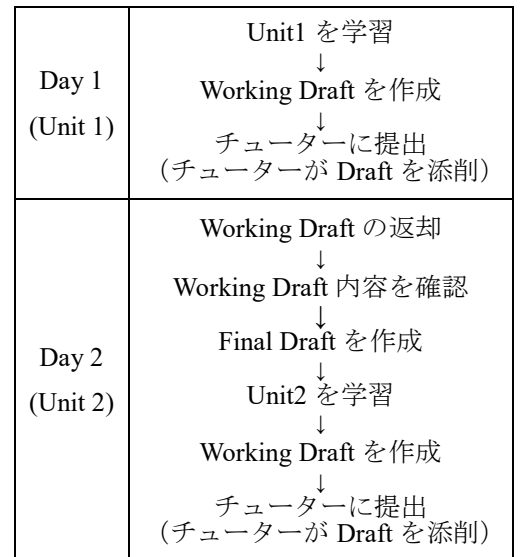 Day 1
(Unit 1)
Unit1 を学習
↓
Working Draft を作成
↓
チューターに提出
(チューターが Draft を添削)
Day 2
(Unit 2)
Working Draft の返却
↓
Working Draft 内容を確認
↓
Final Draft を作成
↓
Unit2 を学習
↓
Working Draft を作成
↓
チューターに提出
(チューターが Draft を添削)